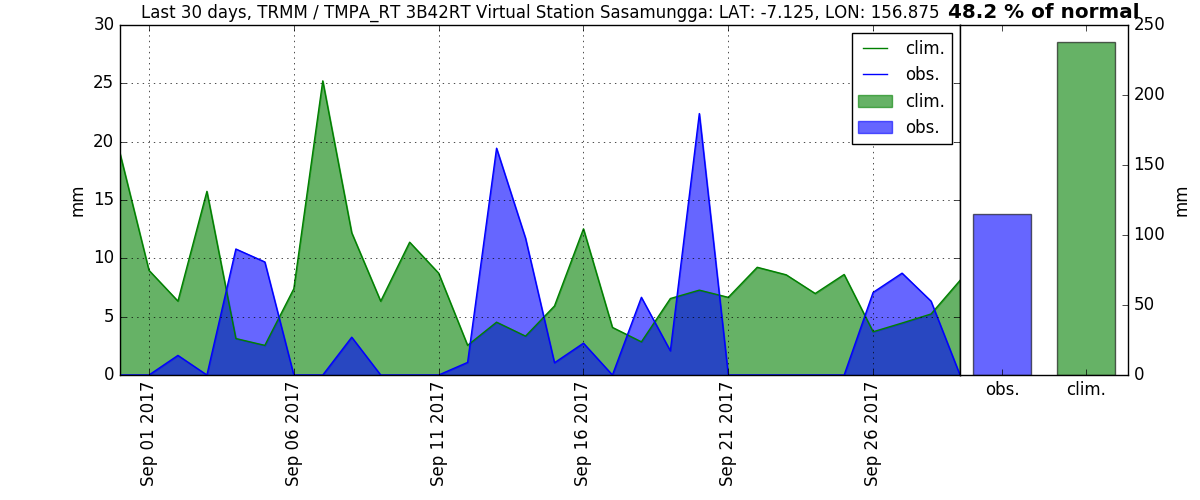 Last 30 days, TRMM / TMPA_RT 3B42RT Virtual Station Sasamungga: LAT: -7.125, LON: 156.875
48.2 % of normal
30
25
20
15
10
5
0
mm
clim.
obs.
clim.
obs.
Sep 01 2017
Sep 06 2017
Sep 11 2017
Sep 16 2017
Sep 21 2017
Sep 26 2017
250
200
150
100
50
0
mm
obs.
clim.